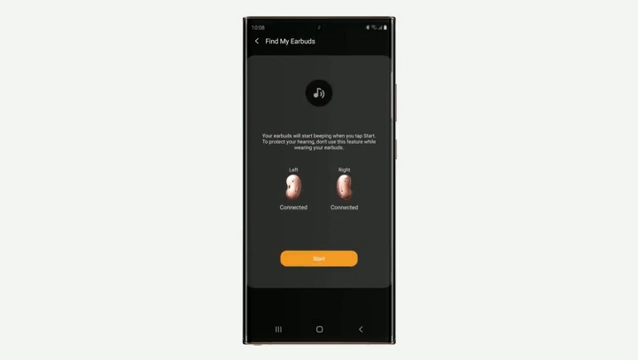 10:08
Find My Earbuds
Your earbuds will start beeping when you tap Start.
To protect your hearing, don't use this feature while
wearing your earbuds.
Left Right
Connected Connected
Start